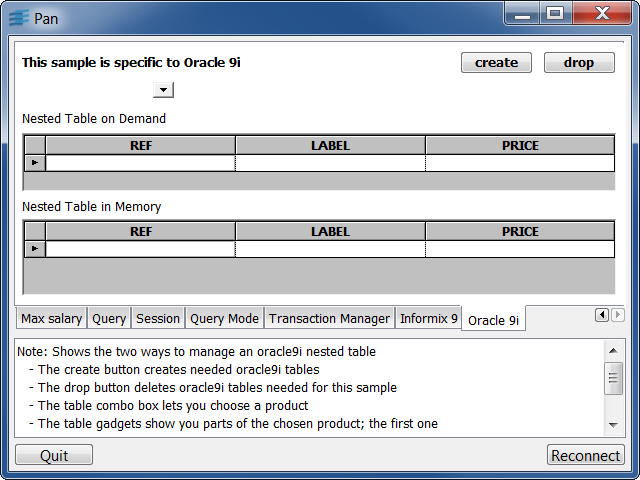 Pan
This sample is specific to Oracle 9i
create
drop
Nested Table on Demand
REF LABEL PRICE
Nested Table in Memory
REF LABEL PRICE
Max salary Query Session Query Mode Transaction Manager Informix 9 Oracle 9i
Note: Shows the two ways to manage an oracle9i nested table
- The create button creates needed oracle9i tables
- The drop button deletes oracle9i tables needed for this sample
- The table combo box lets you choose a product
- The table gadgets show you parts of the chosen product; the first one
Quit
Reconnect